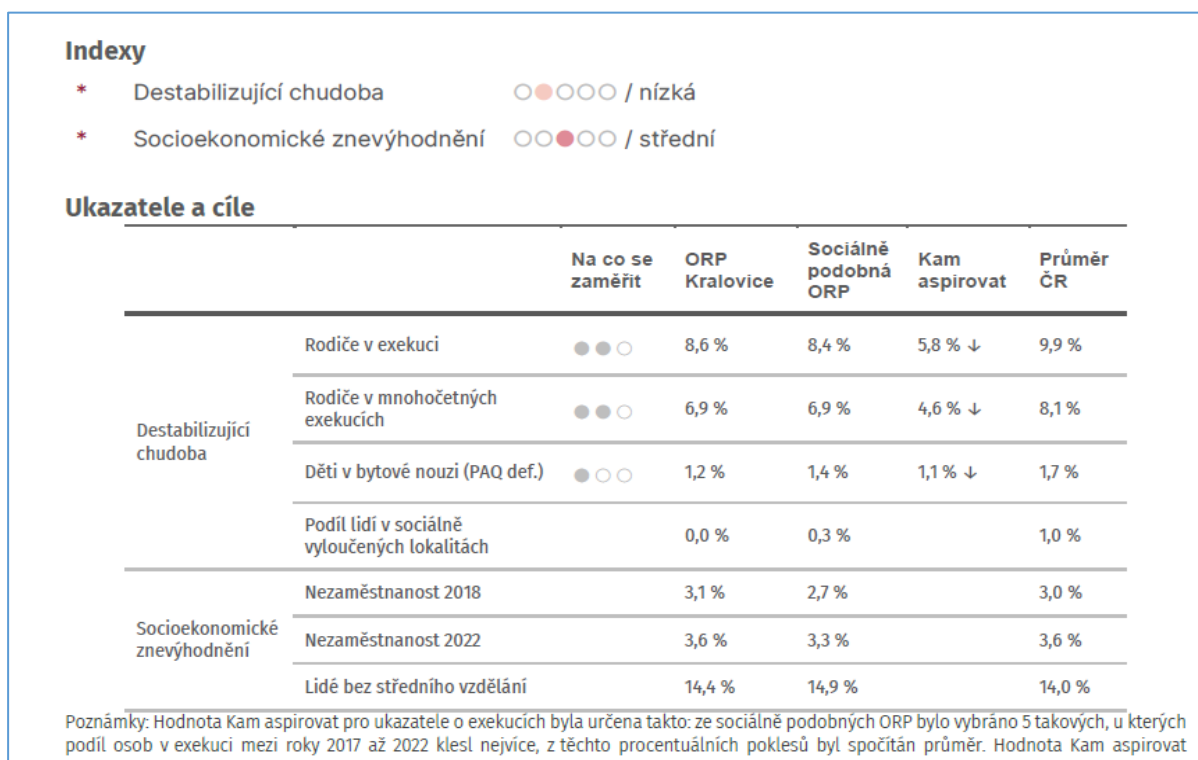 Indexy
* Destabilizující chudoba / nízká
* Socioekonomické znevýhodnění / střední
Ukazatele a cíle
Na co se zaměřit ORP Kralovice Sociálně podobná ORP Kam aspirovat Průměr ČR
Destabilizující chudoba
Rodiče v exekuci 8,6 % 8,4 % 5,8 % ↓ 9,9 %
Rodiče v mnohočetných exekucích 6,9 % 6,9 % 4,6 % ↓ 8,1 %
Děti v bytové nouzi (PAQ def.) 1,2 % 1,4 % 1,1 % ↓ 1,7 %
Podíl lidí v sociálně vyloučených lokalitách 0,0 % 0,3 % 1,0 %
Socioekonomické znevýhodnění
Nezaměstnanost 2018 3,1 % 2,7 % 3,0 %
Nezaměstnanost 2022 3,6 % 3,3 % 3,6 %
Lidé bez středního vzdělání 14,4 % 14,9 % 14,0 %
Poznámky: Hodnota Kam aspirovat pro ukazatele o exekucích byla určena takto: ze sociálně podobných ORP bylo vybráno 5 takových, u kterých
podíl osob v exekuci mezi roky 2017 až 2022 klesl nejvíce, z těchto procentuálních poklesů byl spočítán průměr. Hodnota Kam aspirovat